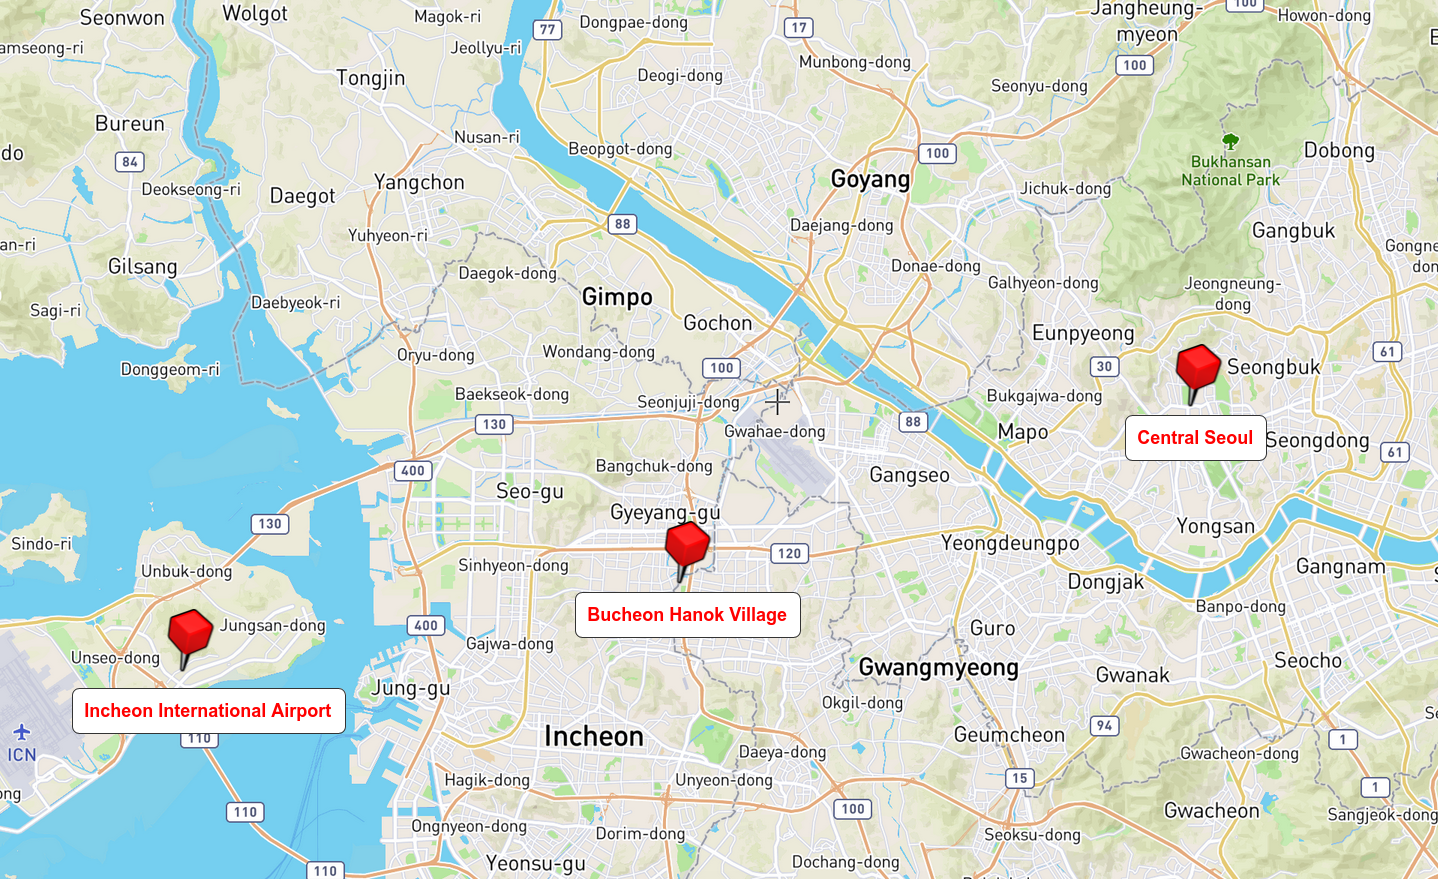 Seonwon
Wolgot
Magok-ri
77
Dongpae-dong
17
Jangheung-
myeon
100
Howon-dong
amseong-ri
Jeollyu-ri
Tongjin
Deogi-dong
Munbong-dong
100
Seonyu-dong
Bureun
Nusan-ri
Beopgot-dong
100
Bukhansan
National Park
Dobong
do
84
Deokseong-ri
Daegot
Yangchon
Goyang
Jichuk-dong
an-ri
Gilsang
Yuhyeon-ri
88
Daejang-dong
Gangbuk
Gongne
don
Daegok-dong
Donae-dong
Galhyeon-dong
Jeongneung-
dong
Sagi-ri
Daebyeok-ri
Gimpo
Gochon
Eunpyeong
Oryu-dong
Wondang-dong
100
30
Seongbuk
61
Donggeom-ri
Baekseok-dong
Seonjuji-dong
Bukgajwa-dong
130
Gwahae-dong
88
Mapo
Central Seoul
Seongdong
61
400
Bangchuk-dong
Gangseo
Seo-gu
Gyeyang-gu
130
Yongsan
Sindo-ri
120
Yeongdeungpo
Unbuk-dong
Sinhyeon-dong
Dongjak
Gangnam
S
Bucheon Hanok Village
Banpo-dong
Jungsan-dong
400
Guro
Unseo-dong
Gajwa-dong
Gwangmyeong
Gwanak
Seocho
Jung-gu
Incheon International Airport
Okgil-dong
94
Se
ICN
110
Incheon
Daeya-dong
Geumcheon
Gwacheon-dong
1
ong
Hagik-dong
Unyeon-dong
15
1
110
100
Gwacheon
Sangjeok-dong
Ongnyeon-dong
Dorim-dong
Seoksu-dong
110
Yeonsu-gu
Dochang-dong